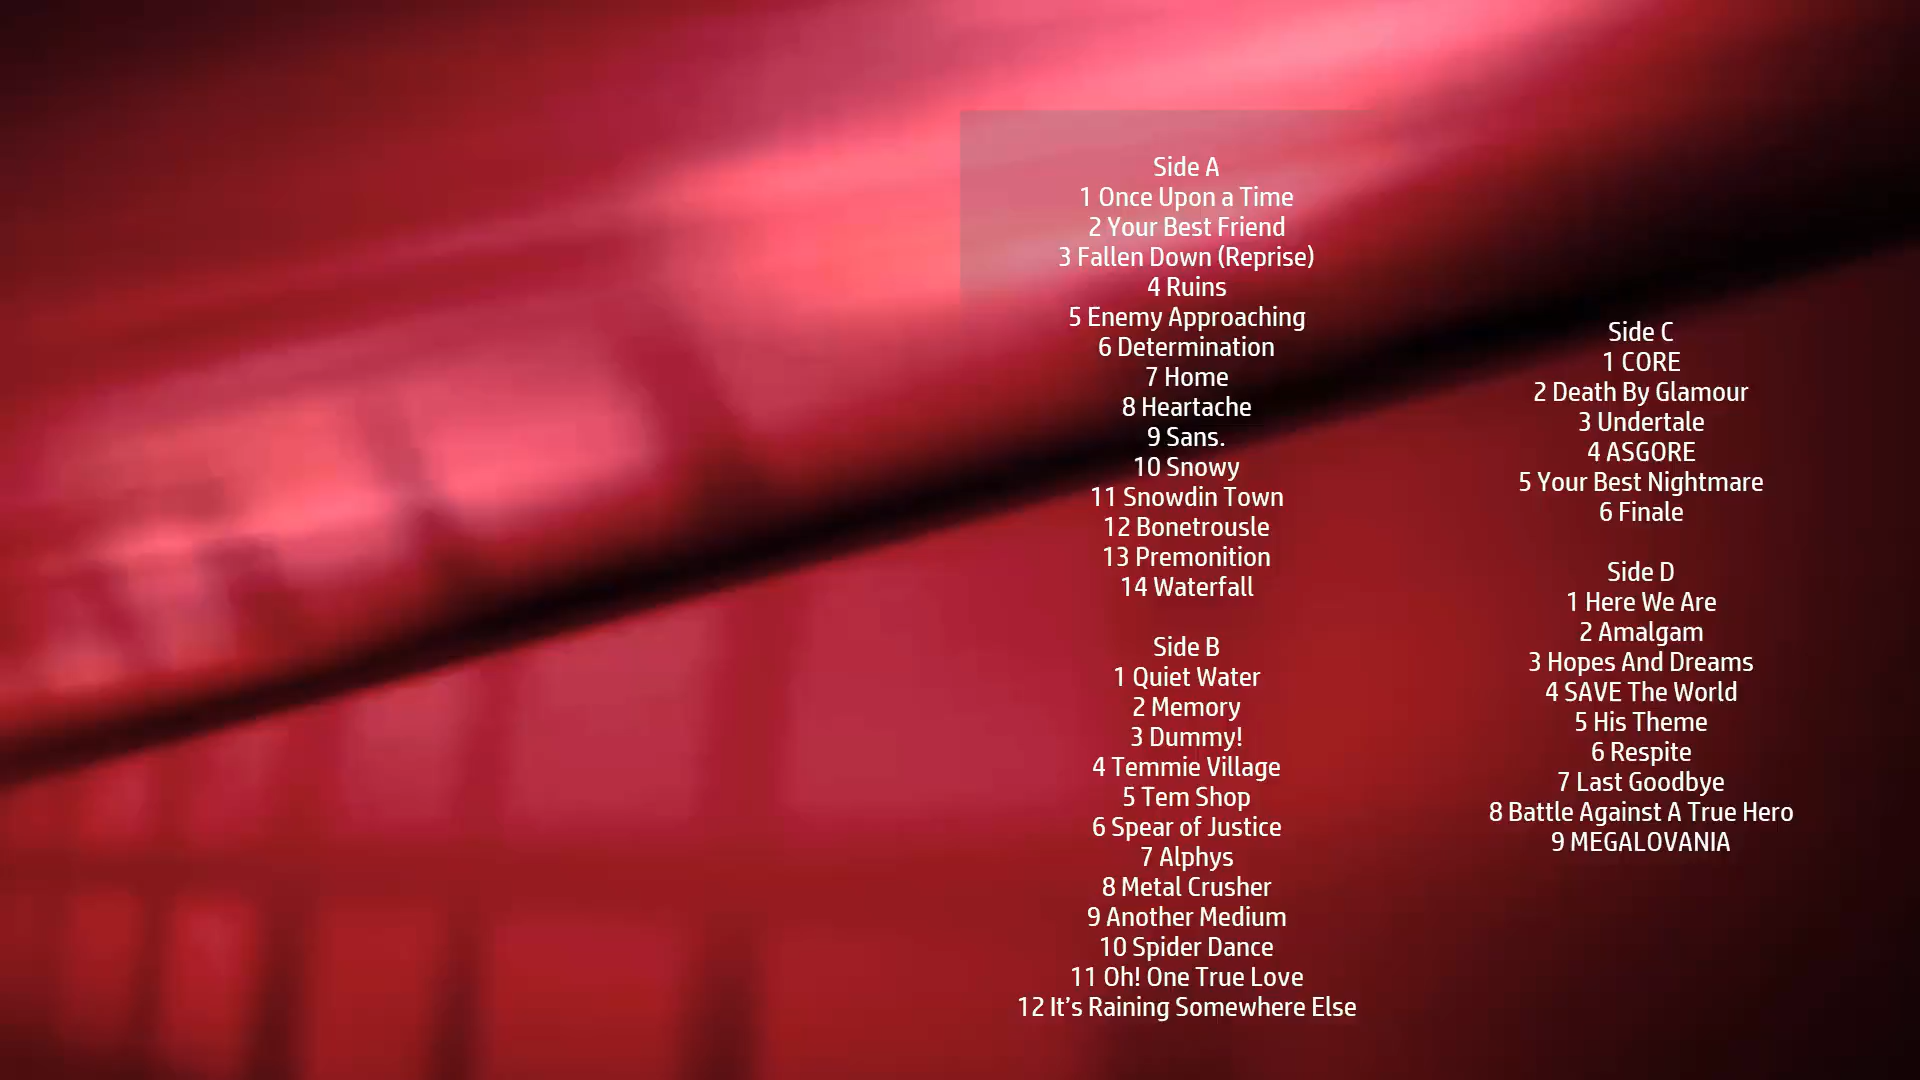 Side A
1 Once Upon a Time
2 Your Best Friend
3 Fallen Down (Reprise)
4 Ruins
5 Enemy Approaching
6 Determination
7 Home
8 Heartache
9 Sans.
10 Snowy
11 Snowdin Town
12 Bonetrousle
13 Premonition
14 Waterfall
Side B
1 Quiet Water
2 Memory
3 Dummy!
4 Temmie Village
5 Tem Shop
6 Spear of Justice
7 Alphys
8 Metal Crusher
9 Another Medium
10 Spider Dance
11 Oh! One True Love
12 It's Raining Somewhere Else
Side C
1 CORE
2 Death By Glamour
3 Undertale
4 ASGORE
5 Your Best Nightmare
6 Finale
Side D
1 Here We Are
2 Amalgam
3 Hopes And Dreams
4 SAVE The World
5 His Theme
6 Respite
7 Last Goodbye
8 Battle Against A True Hero
9 MEGALOVANIA